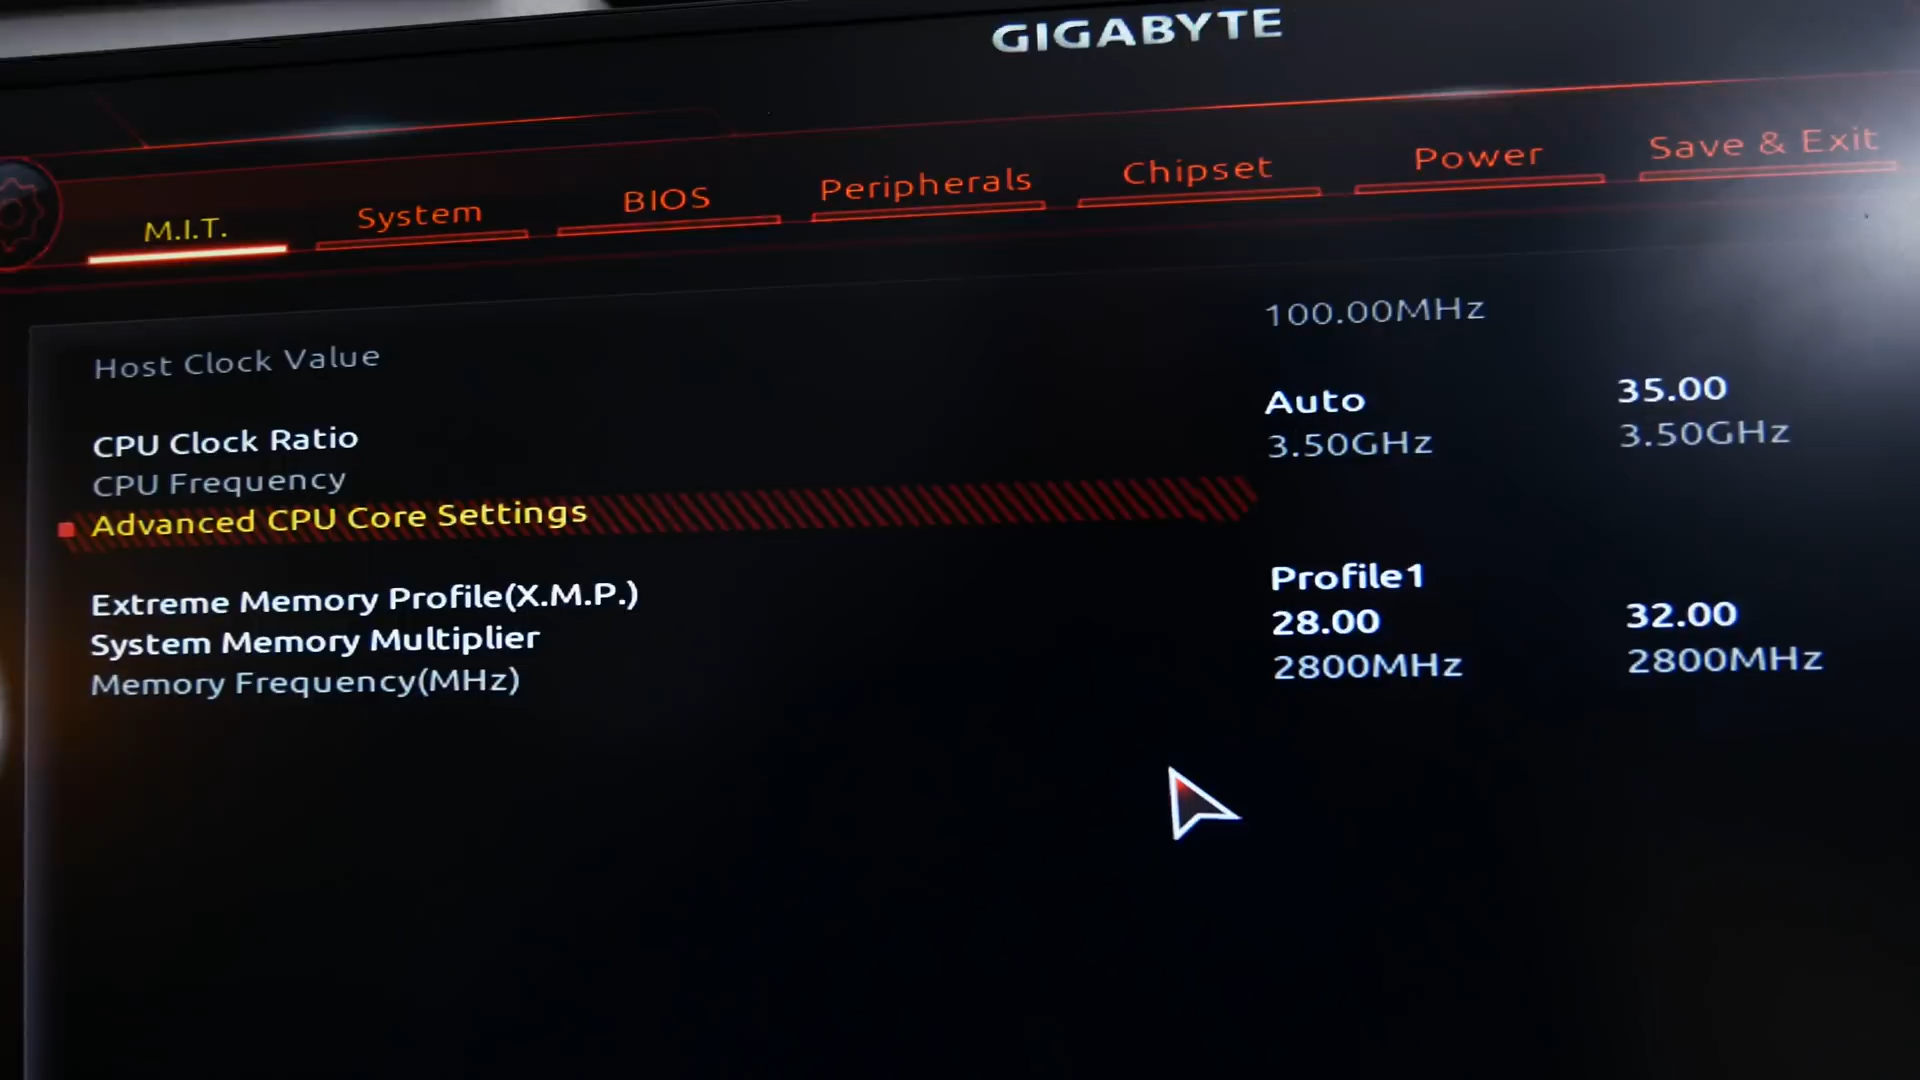 GIGABYTE
M.I.T. System BIOS Peripherals Chipset Power Save & Exit
Host Clock Value 100.00MHz
CPU Clock Ratio Auto 35.00
CPU Frequency 3.50GHz 3.50GHz
Advanced CPU Core Settings
Extreme Memory Profile(X.M.P.) Profile1
System Memory Multiplier 28.00 32.00
Memory Frequency(MHz) 2800MHz 2800MHz